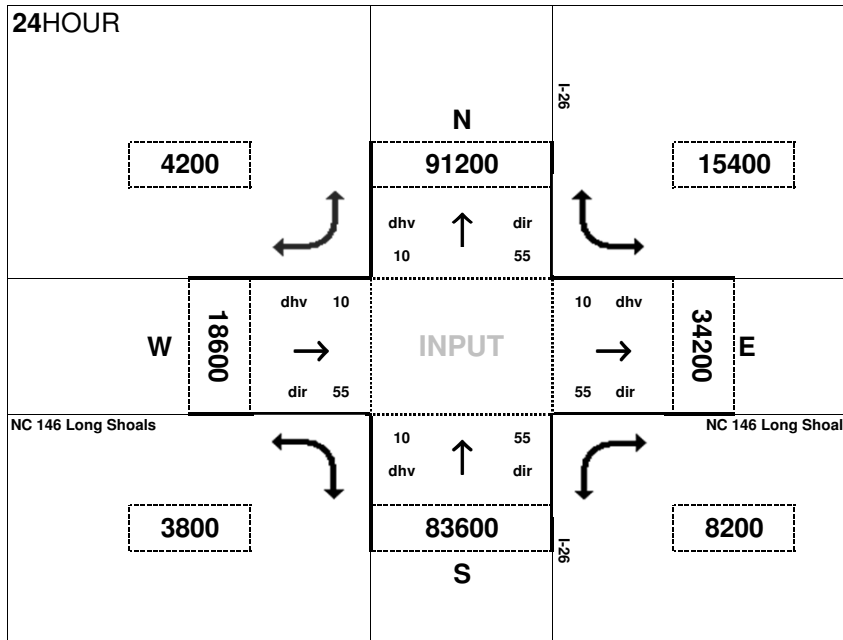 24HOUR
I-26
N
4200
91200
15400
dhv dir
10 55
dhv 10
10 dhv
W
18600
INPUT
34200
E
dir 55
55 dir
NC 146 Long Shoals
NC 146 Long Shoal
10 55
dhv dir
3800
83600
8200
I-26
S